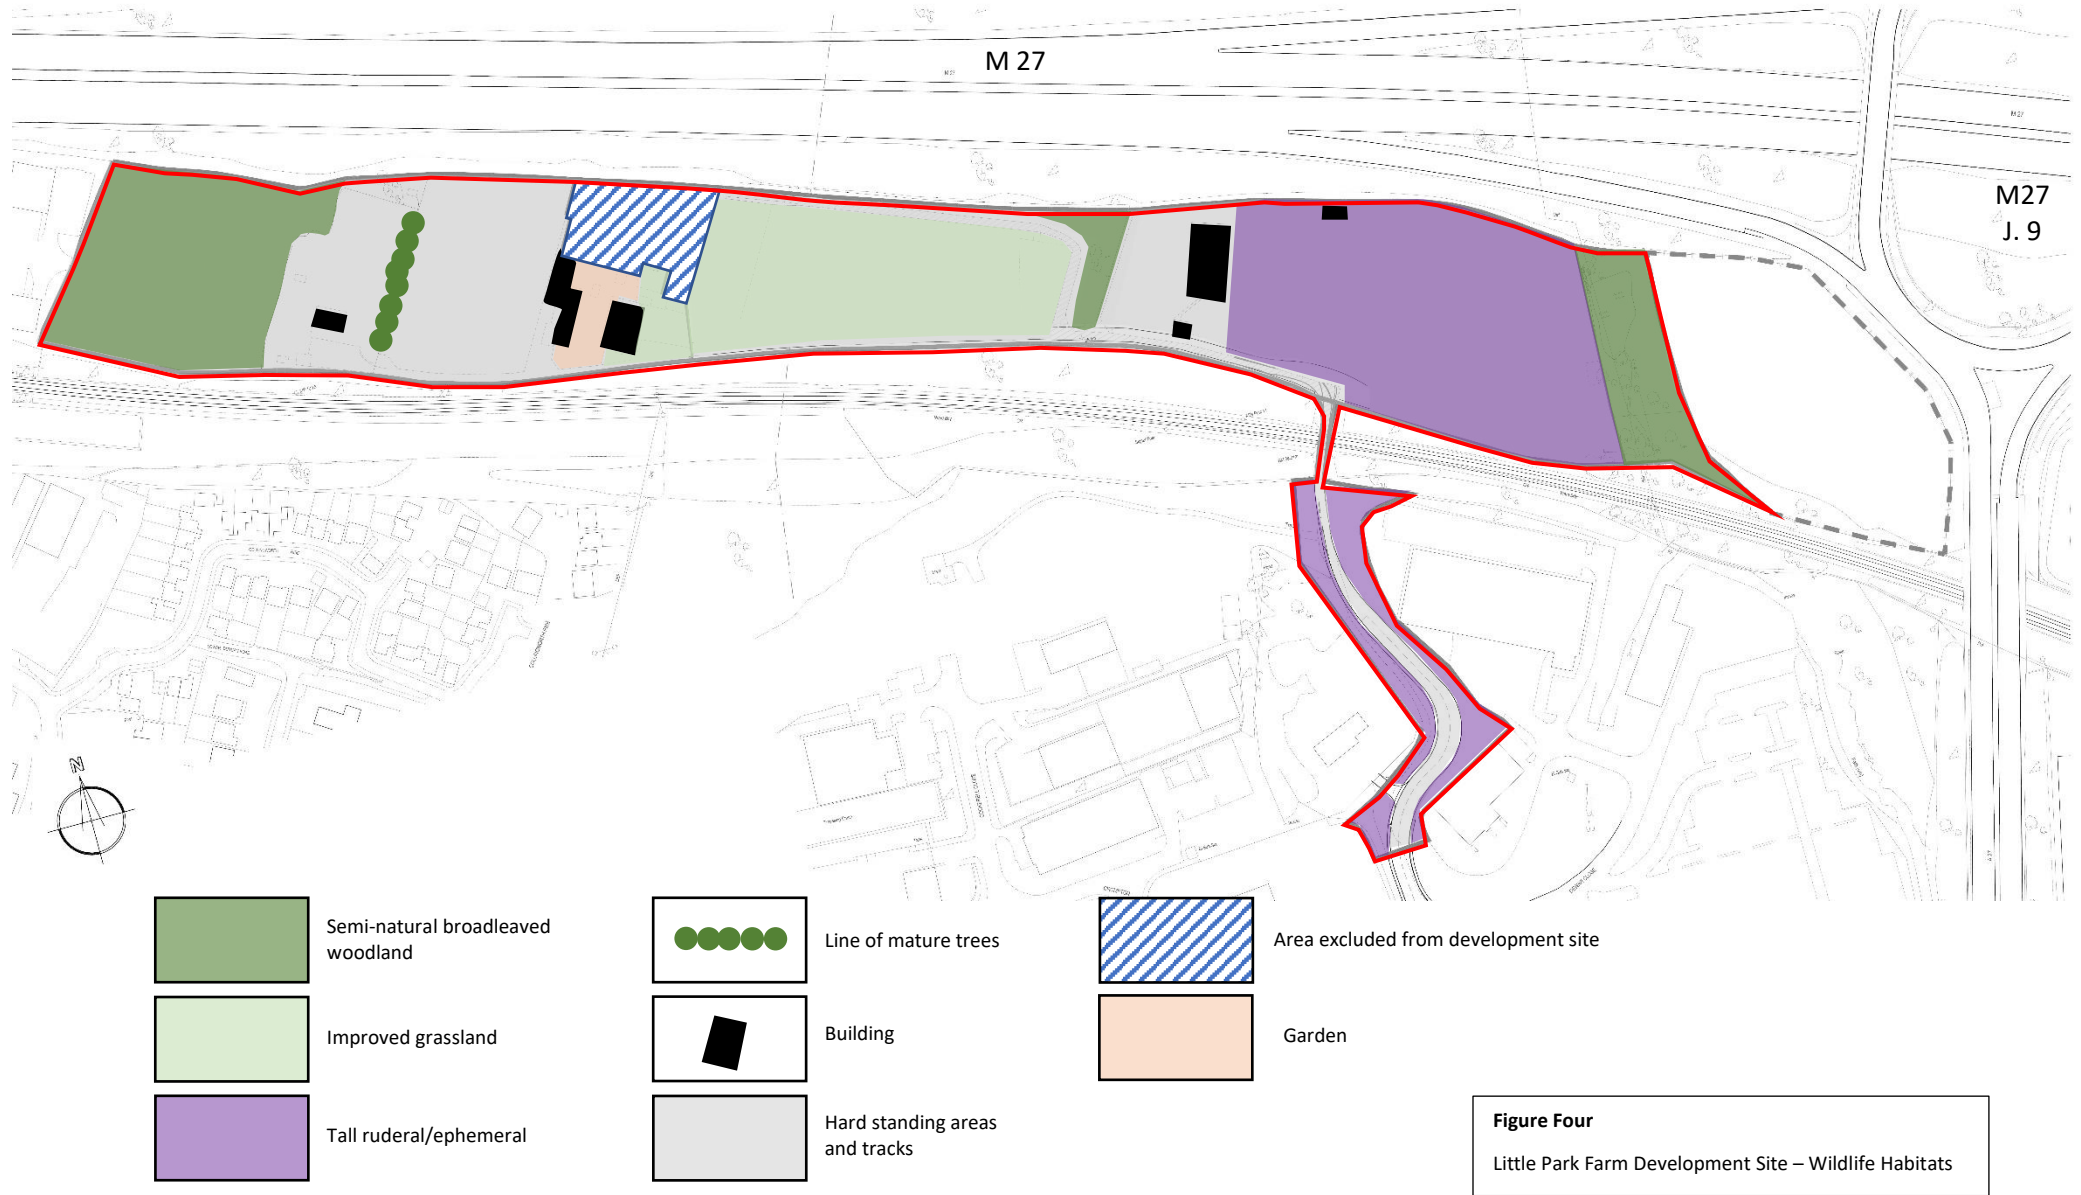 M 27
M 27
M27
J. 9
N
Semi-natural broadleaved
woodland
Line of mature trees
Area excluded from development site
Improved grassland
Building
Garden
Tall ruderal/ephemeral
Hard standing areas
and tracks
Figure Four
Little Park Farm Development Site – Wildlife Habitats